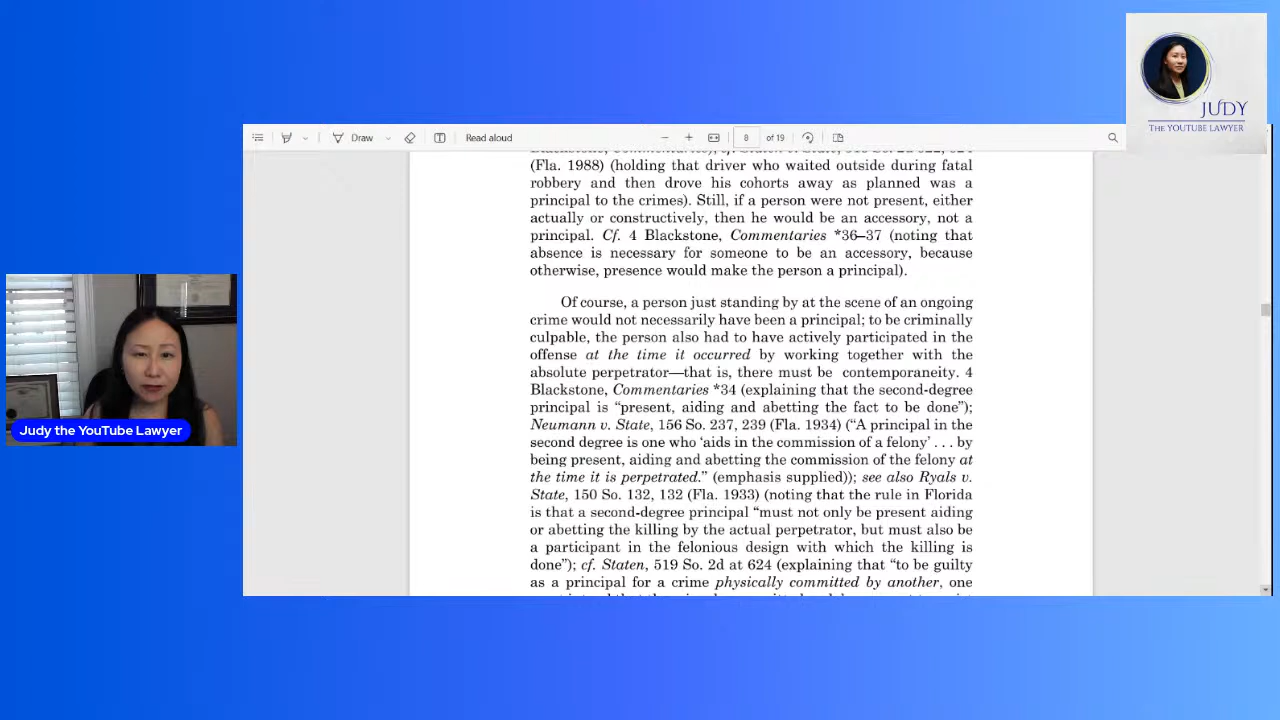 JUDY
THE YOUTUBE LAWYER
Draw
Read aloud
8
of 19
(Fla. 1988) (holding that driver who waited outside during fatal
robbery and then drove his cohorts away as planned was a
principal to the crimes). Still, if a person were not present, either
actually or constructively, then he would be an accessory, not a
principal. Cf. 4 Blackstone, Commentaries *36–37 (noting that
absence is necessary for someone to be an accessory, because
otherwise, presence would make the person a principal).
Of course, a person just standing by at the scene of an ongoing
crime would not necessarily have been a principal; to be criminally
culpable, the person also had to have actively participated in the
offense at the time it occurred by working together with the
absolute perpetrator—that is, there must be contemporaneity. 4
Blackstone, Commentaries *34 (explaining that the second-degree
principal is “present, aiding and abetting the fact to be done”);
Neumann v. State, 156 So. 237, 239 (Fla. 1934) (“A principal in the
second degree is one who ‘aids in the commission of a felony’ . . . by
being present, aiding and abetting the commission of the felony at
the time it is perpetrated.” (emphasis supplied)); see also Ryals v.
State, 150 So. 132, 132 (Fla. 1933) (noting that the rule in Florida
is that a second-degree principal “must not only be present aiding
or abetting the killing by the actual perpetrator, but must also be
a participant in the felonious design with which the killing is
done”); cf. Staten, 519 So. 2d at 624 (explaining that “to be guilty
as a principal for a crime physically committed by another, one
Judy the YouTube Lawyer